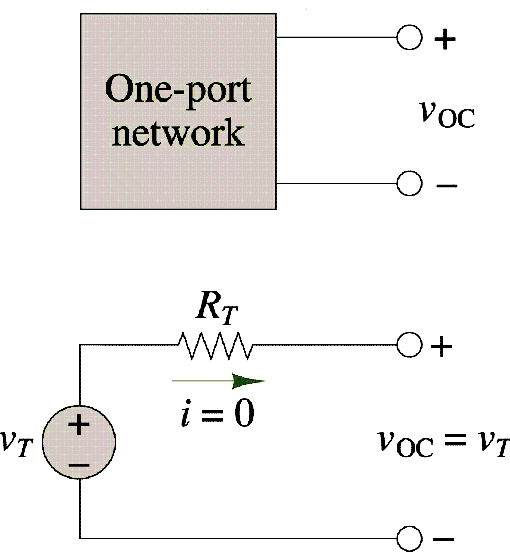 One-port
network
+
vOC
−
RT
+
i = 0
vT
+
−
vOC = vT
−